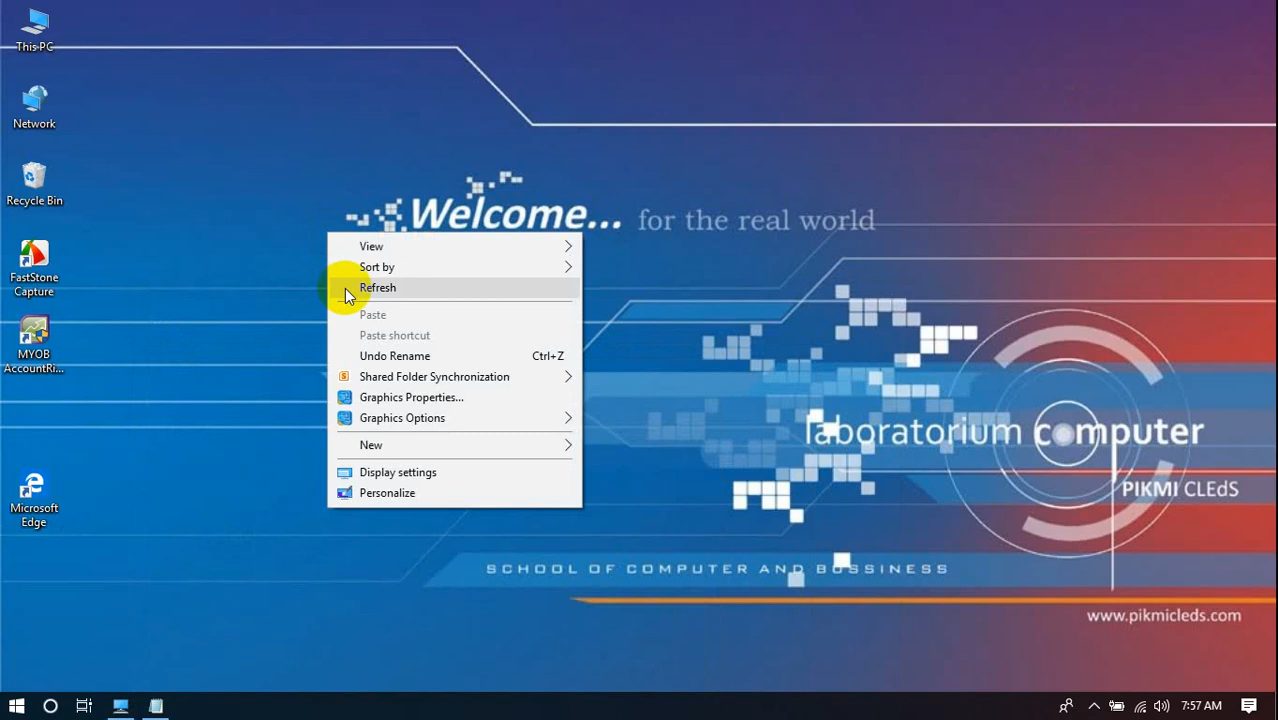 This PC
Network
Recycle Bin
FastStone
Capture
MYOB
AccountRi...
Microsoft
Edge
Welcome... for the real world
View
Sort by
Refresh
Paste
Paste shortcut
Undo Rename Ctrl+Z
Shared Folder Synchronization
Graphics Properties...
Graphics Options
New
Display settings
Personalize
laboratorium computer
PIKMI CLEdS
SCHOOL OF COMPUTER AND BUSSINESS
www.pikmicleds.com
7:57 AM